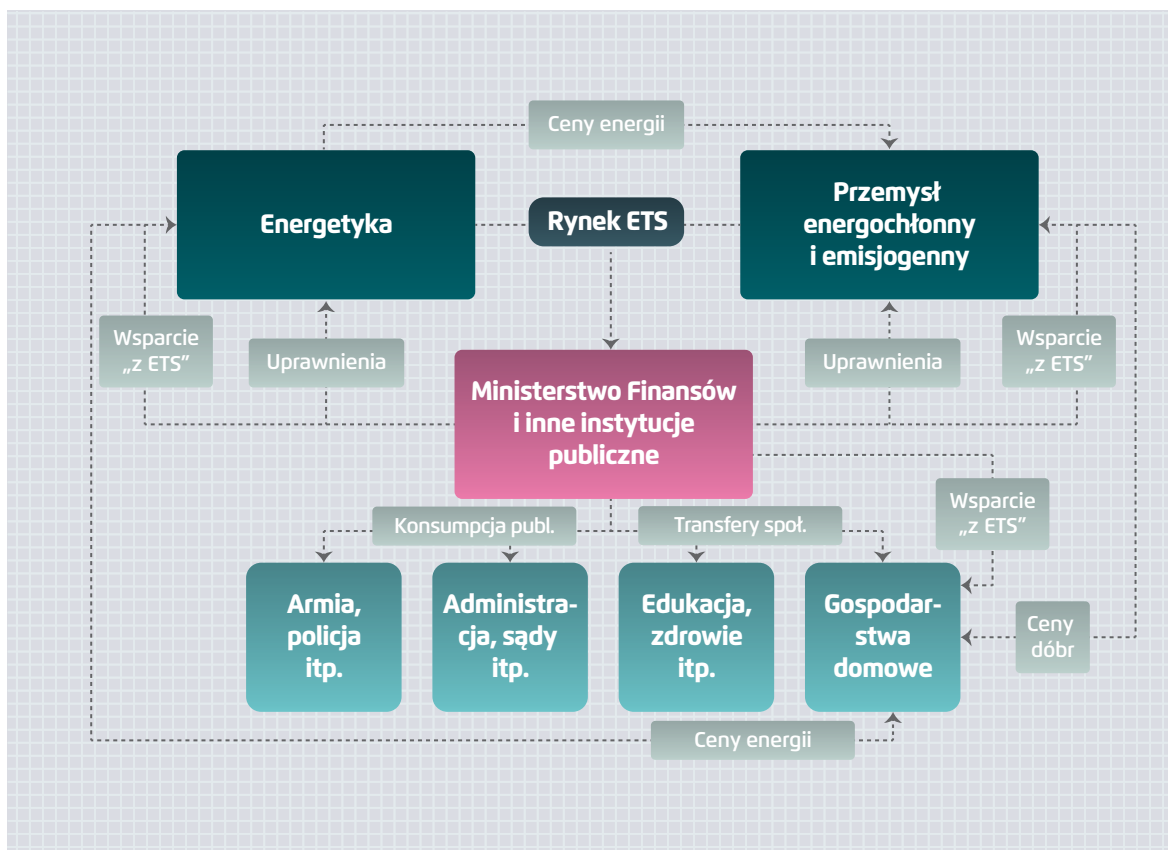 Ceny energii
Energetyka
Rynek ETS
Przemysł
energochłonny
i emisjogenny
Wsparcie
„z ETS”
Uprawnienia
Ministerstwo Finansów
i inne instytucje
publiczne
Uprawnienia
Wsparcie
„z ETS”
Wsparcie
„z ETS”
Konsumpcja publ.
Transfery społ.
Armia,
policja
itp.
Administra-
cja, sądy
itp.
Edukacja,
zdrowie
itp.
Gospodar-
stwa
domowe
Ceny
dóbr
Ceny energii